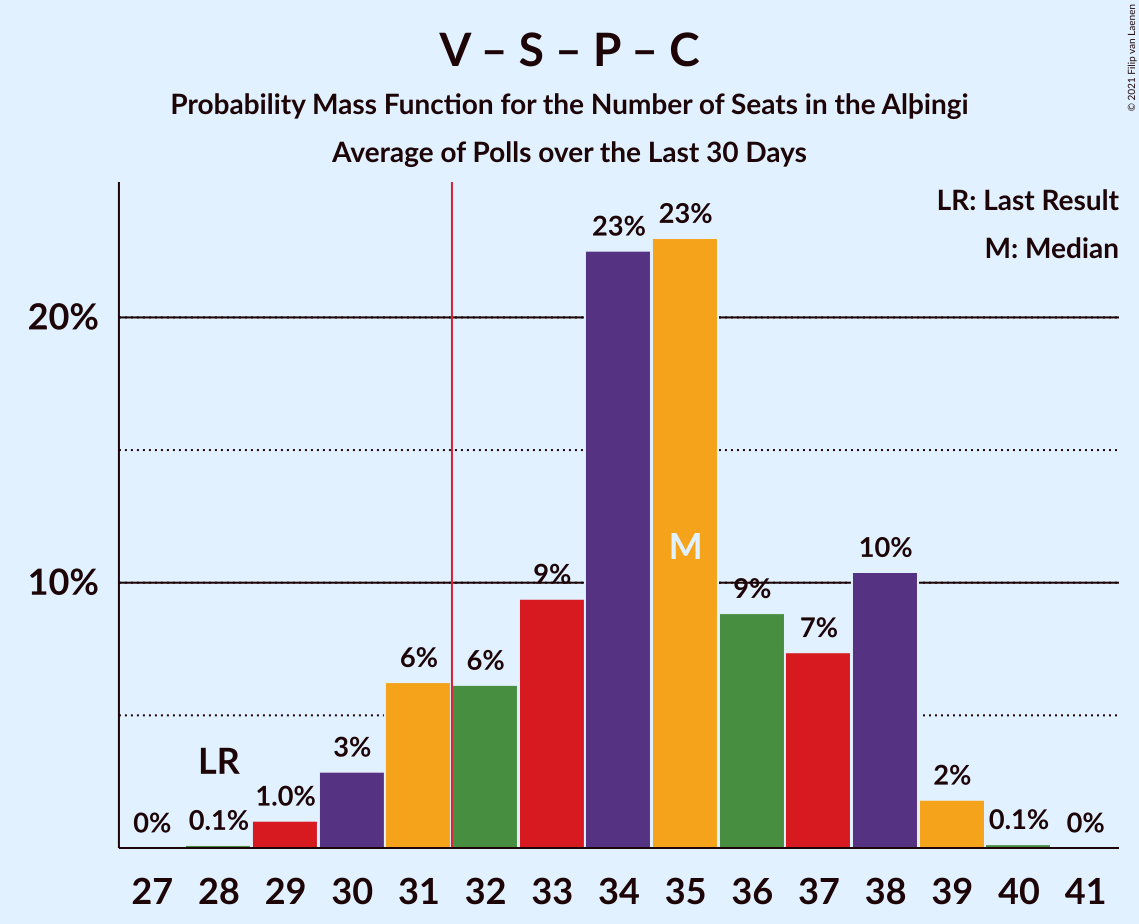 V – S – P – C
Probability Mass Function for the Number of Seats in the Alþingi
Average of Polls over the Last 30 Days
© 2021 Filip van Laenen
LR: Last Result
M: Median
20%
10%
0%
0.1%
LR
1.0%
3%
6%
6%
9%
23%
23%
M
9%
7%
10%
2%
0.1%
0%
27 28 29 30 31 32 33 34 35 36 37 38 39 40 41